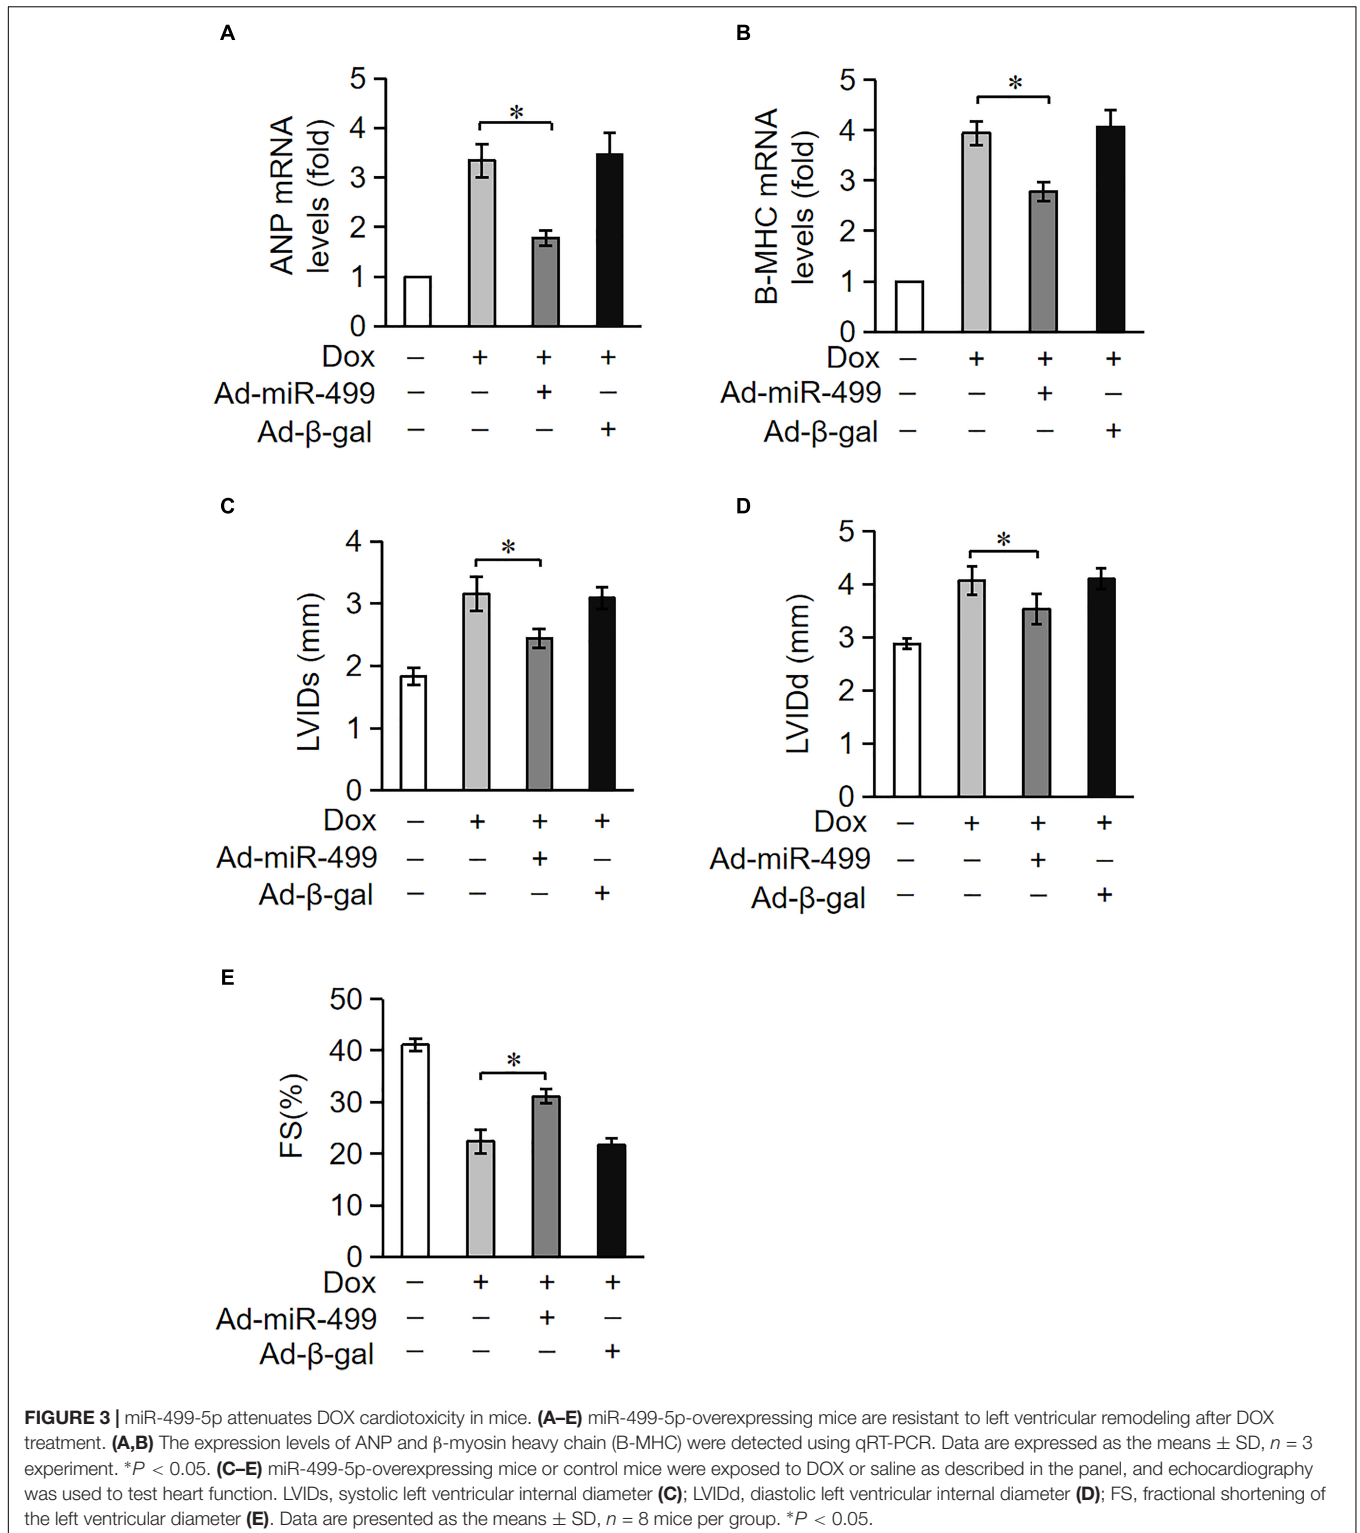 A
5
4
3
2
1
0
ANP mRNA
levels (fold)
*
Dox – + + +
Ad-miR-499 – – + –
Ad-β-gal – – – +
B
5
4
3
2
1
0
B-MHC mRNA
levels (fold)
*
Dox – + + +
Ad-miR-499 – – + –
Ad-β-gal – – – +
C
4
3
2
1
0
LVIDs (mm)
*
Dox – + + +
Ad-miR-499 – – + –
Ad-β-gal – – – +
D
5
4
3
2
1
0
LVIDd (mm)
*
Dox – + + +
Ad-miR-499 – – + –
Ad-β-gal – – – +
E
50
40
30
20
10
0
FS(%)
*
Dox – + + +
Ad-miR-499 – – + –
Ad-β-gal – – – +
FIGURE 3 | miR-499-5p attenuates DOX cardiotoxicity in mice. (A–E) miR-499-5p-overexpressing mice are resistant to left ventricular remodeling after DOX
treatment. (A,B) The expression levels of ANP and β-myosin heavy chain (B-MHC) were detected using qRT-PCR. Data are expressed as the means ± SD, n = 3
experiment. *P < 0.05. (C–E) miR-499-5p-overexpressing mice or control mice were exposed to DOX or saline as described in the panel, and echocardiography
was used to test heart function. LVIDs, systolic left ventricular internal diameter (C); LVIDd, diastolic left ventricular internal diameter (D); FS, fractional shortening of
the left ventricular diameter (E). Data are presented as the means ± SD, n = 8 mice per group. *P < 0.05.